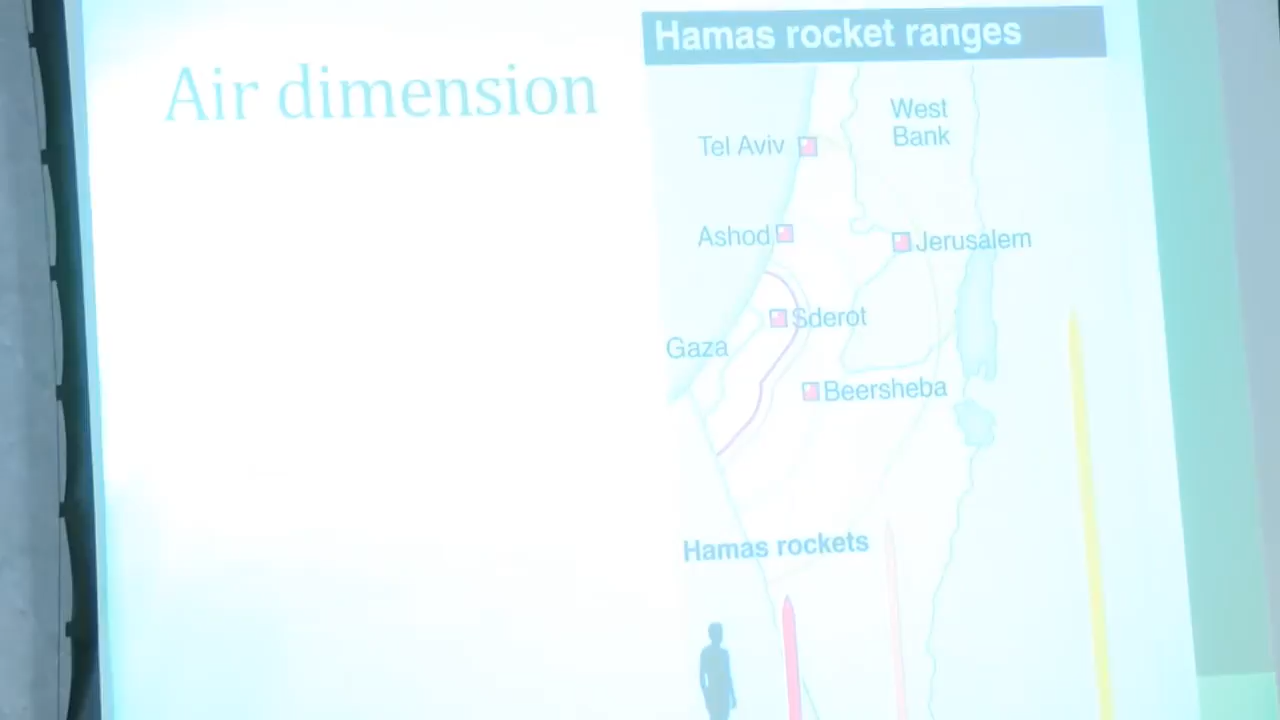 Air dimension
Hamas rocket ranges
West
Bank
Tel Aviv
Ashod
Jerusalem
Sderot
Gaza
Beersheba
Hamas rockets